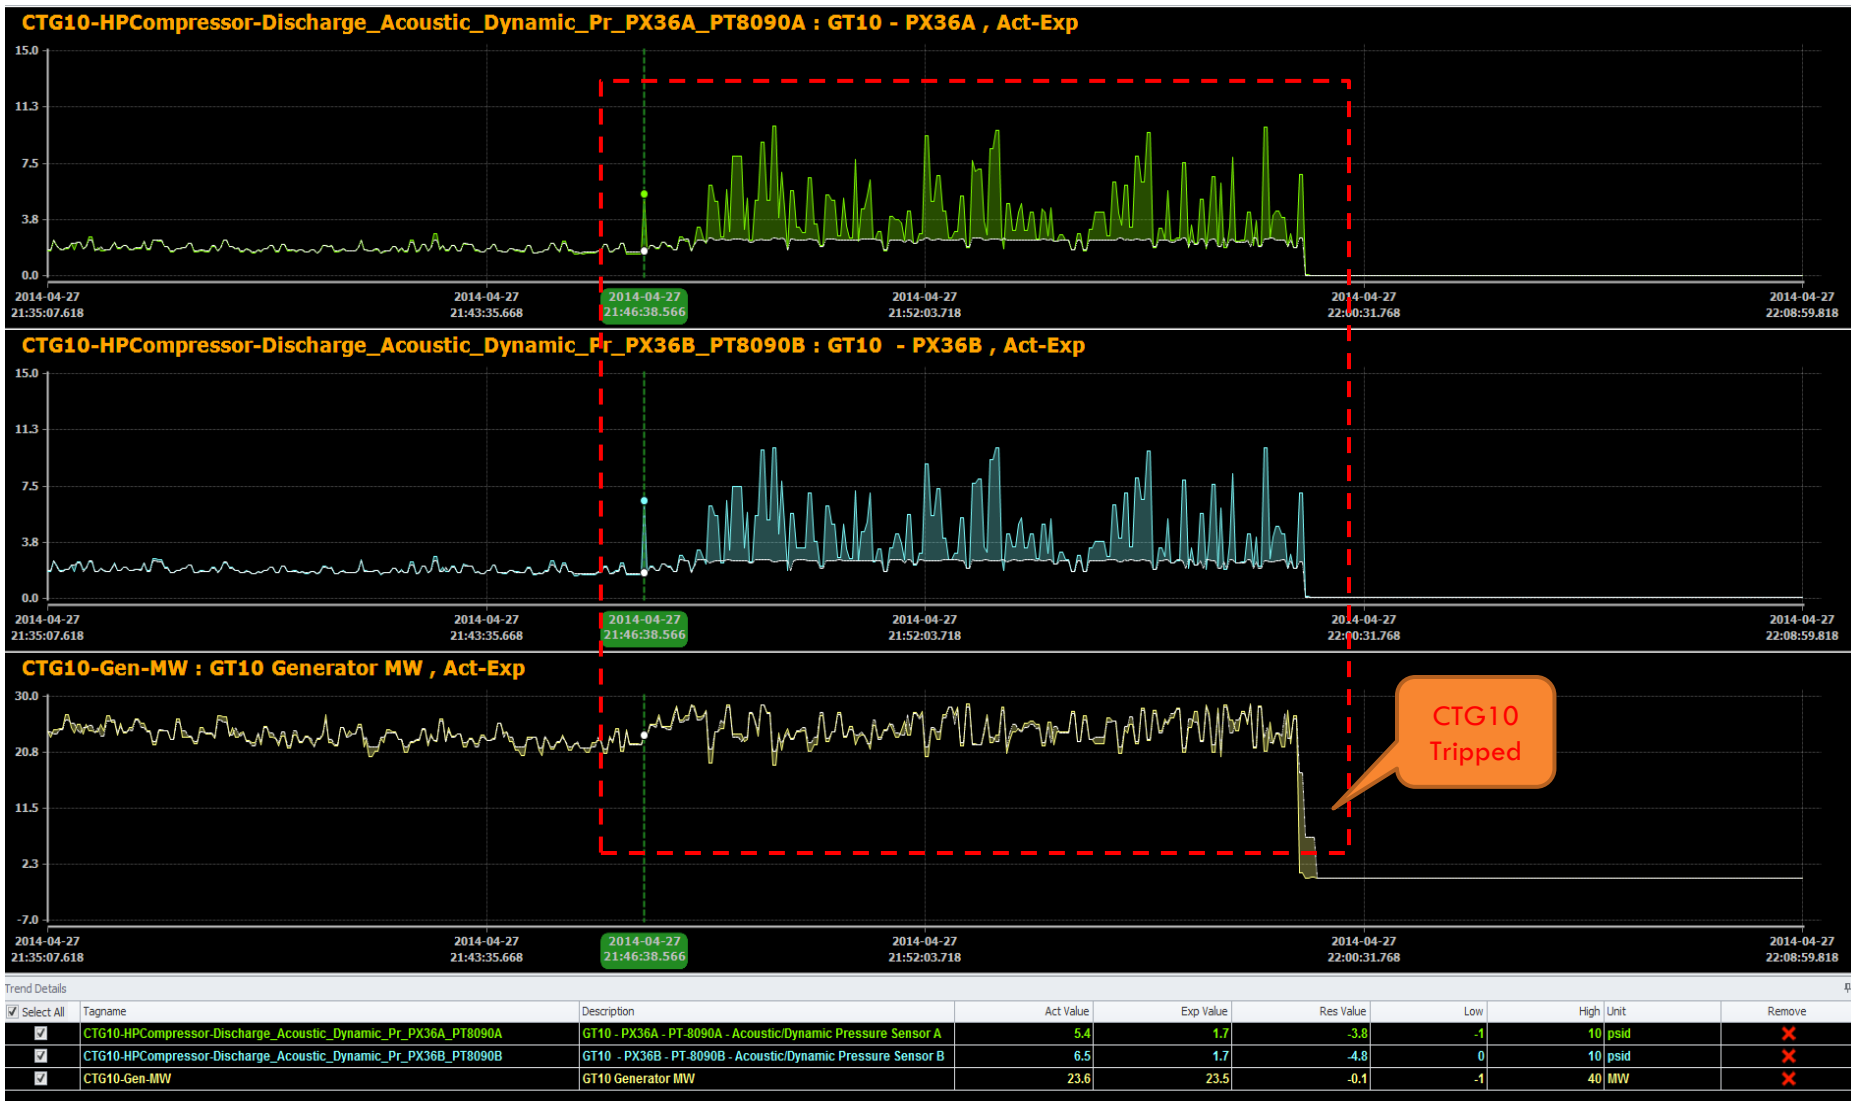 CTG10-HPCompressor-Discharge_Acoustic_Dynamic_Pr_PX36A_PT8090A : GT10 - PX36A , Act-Exp
15.0
11.3
7.5
3.8
0.0
2014-04-27 2014-04-27 2014-04-27 2014-04-27 2014-04-27 2014-04-27
21:35:07.618 21:43:35.668 21:46:38.566 21:52:03.718 22:00:31.768 22:08:59.818
CTG10-HPCompressor-Discharge_Acoustic_Dynamic_Pr_PX36B_PT8090B : GT10 - PX36B , Act-Exp
15.0
11.3
7.5
3.8
0.0
2014-04-27 2014-04-27 2014-04-27 2014-04-27 2014-04-27 2014-04-27
21:35:07.618 21:43:35.668 21:46:38.566 21:52:03.718 22:00:31.768 22:08:59.818
CTG10-Gen-MW : GT10 Generator MW , Act-Exp
30.0
20.8
11.5
2.3
-7.0
CTG10
Tripped
2014-04-27 2014-04-27 2014-04-27 2014-04-27 2014-04-27 2014-04-27
21:35:07.618 21:43:35.668 21:46:38.566 21:52:03.718 22:00:31.768 22:08:59.818
Trend Details
Select All Tagname Description Act Value Exp Value Res Value Low High Unit Remove
CTG10-HPCompressor-Discharge_Acoustic_Dynamic_Pr_PX36A_PT8090A GT10 - PX36A - PT-8090A - Acoustic/Dynamic Pressure Sensor A 5.4 1.7 -3.8 -1 10 psid
CTG10-HPCompressor-Discharge_Acoustic_Dynamic_Pr_PX36B_PT8090B GT10 - PX36B - PT-8090B - Acoustic/Dynamic Pressure Sensor B 6.5 1.7 -4.8 0 10 psid
CTG10-Gen-MW GT10 Generator MW 23.6 23.5 -0.1 -1 40 MW